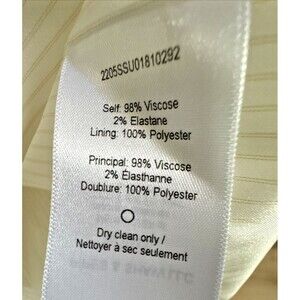 2205SSU01810292
Self: 98% Viscose
2% Elastane
Lining: 100% Polyester
Principal: 98% Viscose
2% Élasthanne
Doublure: 100% Polyester
Dry clean only /
Nettoyer à sec seulement